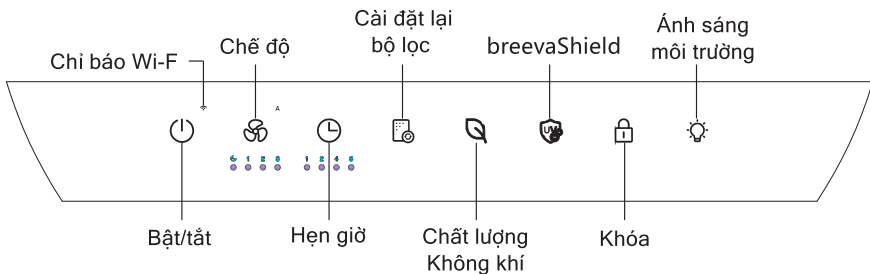 Cài đặt lại
bộ lọc
Ánh sáng
môi trường
Chỉ báo Wi-F
Chế độ
breevaShield
A
UV
1 2 3
1 2 4
Bật/tắt
Hẹn giờ
Chất lượng
Không khí
Khóa